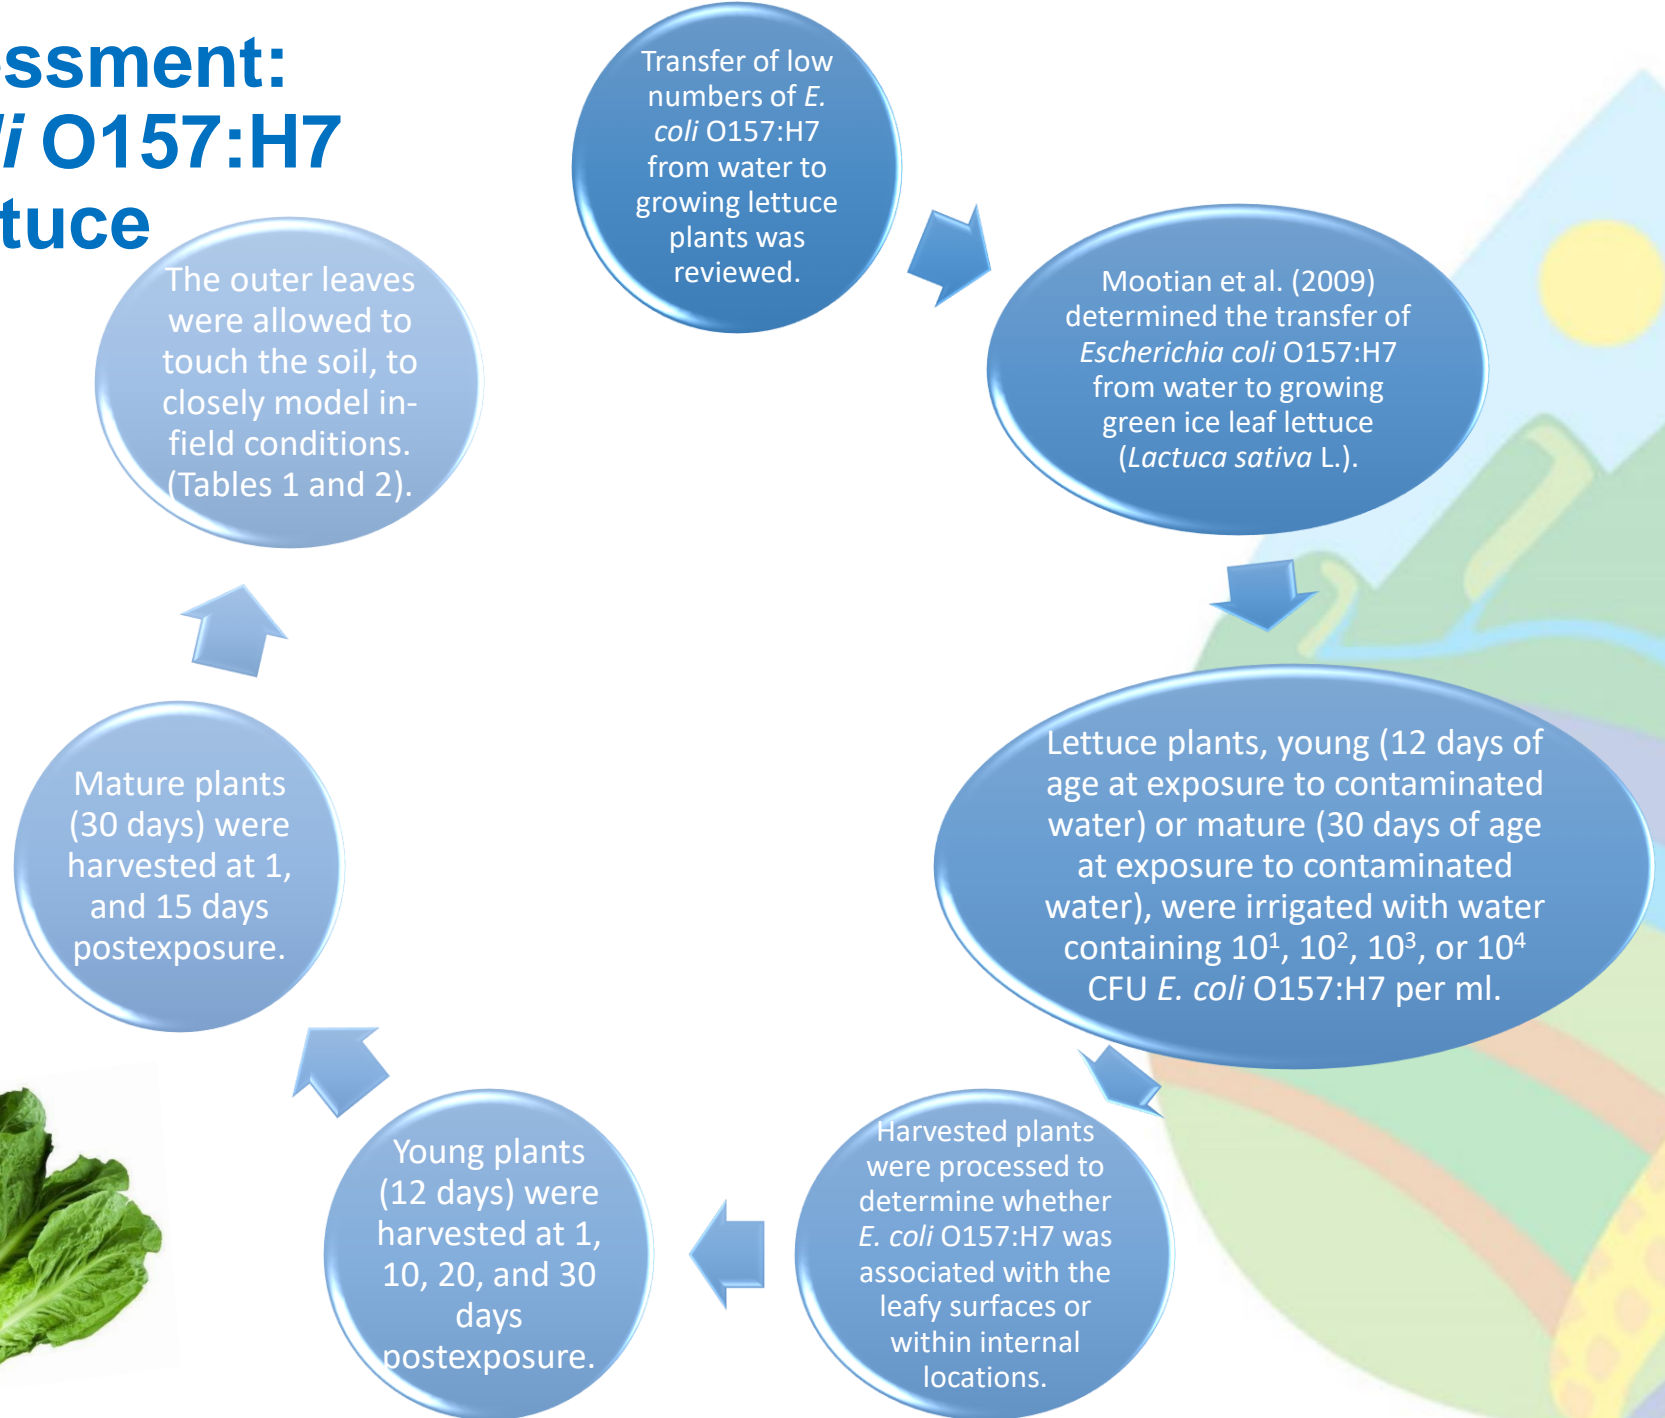 essment:
li O157:H7
ttuce
Transfer of low
numbers of E.
coli O157:H7
from water to
growing lettuce
plants was
reviewed.
Mootian et al. (2009)
determined the transfer of
Escherichia coli O157:H7
from water to growing
green ice leaf lettuce
(Lactuca sativa L.).
Lettuce plants, young (12 days of
age at exposure to contaminated
water) or mature (30 days of age
at exposure to contaminated
water), were irrigated with water
containing 10¹, 10², 10³, or 10⁴
CFU E. coli O157:H7 per ml.
Harvested plants
were processed to
determine whether
E. coli O157:H7 was
associated with the
leafy surfaces or
within internal
locations.
Young plants
(12 days) were
harvested at 1,
10, 20, and 30
days
postexposure.
Mature plants
(30 days) were
harvested at 1,
and 15 days
postexposure.
The outer leaves
were allowed to
touch the soil, to
closely model in-
field conditions.
(Tables 1 and 2).